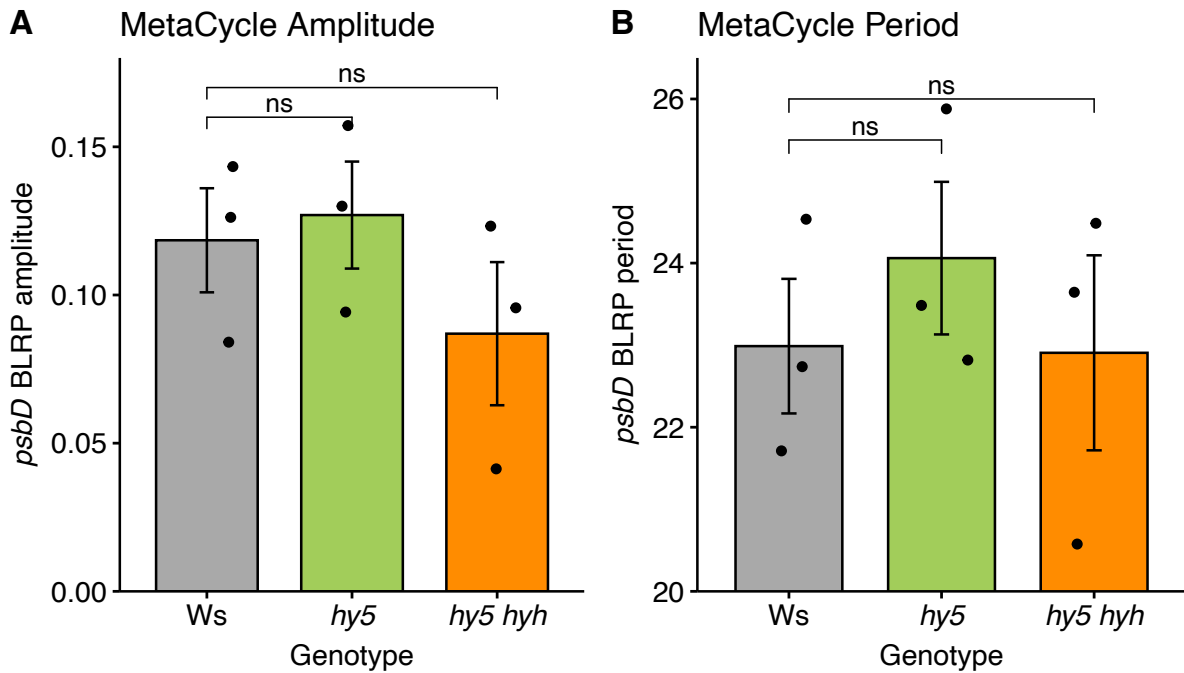 A MetaCycle Amplitude
psbD BLRP amplitude
0.15
0.10
0.05
0.00
ns
ns
Ws hy5 hy5 hyh
Genotype
B MetaCycle Period
psbD BLRP period
26
24
22
20
ns
ns
Ws hy5 hy5 hyh
Genotype